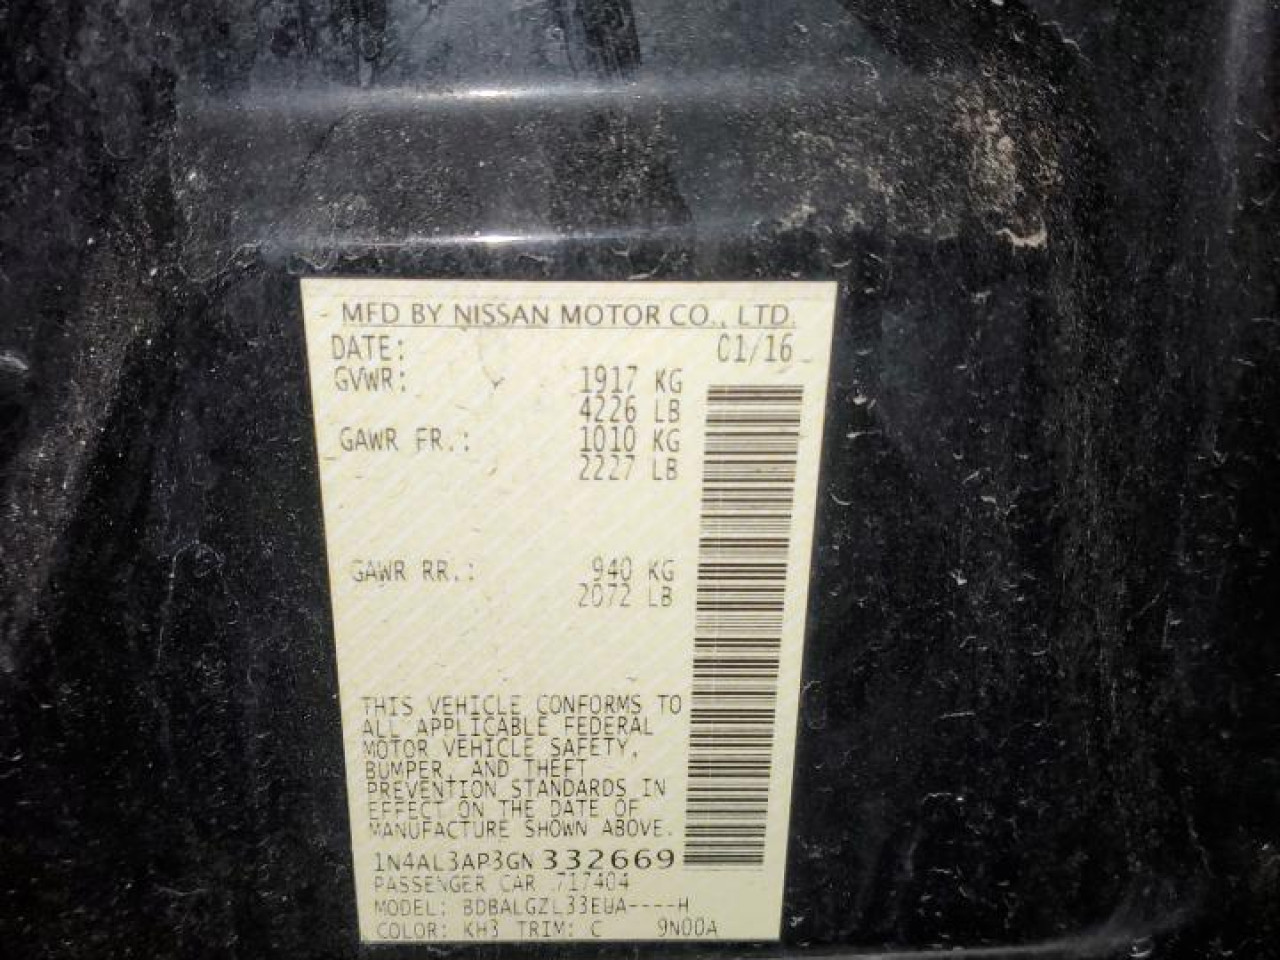 MFD BY NISSAN MOTOR CO., LTD.
DATE: 01/16
GVWR: 1917 KG
4226 LB
GAWR FR.: 1010 KG
2227 LB
GAWR RR.: 940 KG
2072 LB
THIS VEHICLE CONFORMS TO
ALL APPLICABLE FEDERAL
MOTOR VEHICLE SAFETY,
BUMPER, AND THEFT
PREVENTION STANDARDS IN
EFFECT ON THE DATE OF
MANUFACTURE SHOWN ABOVE.
1N4AL3AP3GN 332669
PASSENGER CAR 717404
MODEL: BDBALGZL33EUA----H
COLOR: KH3 TRIM: C 9N00A